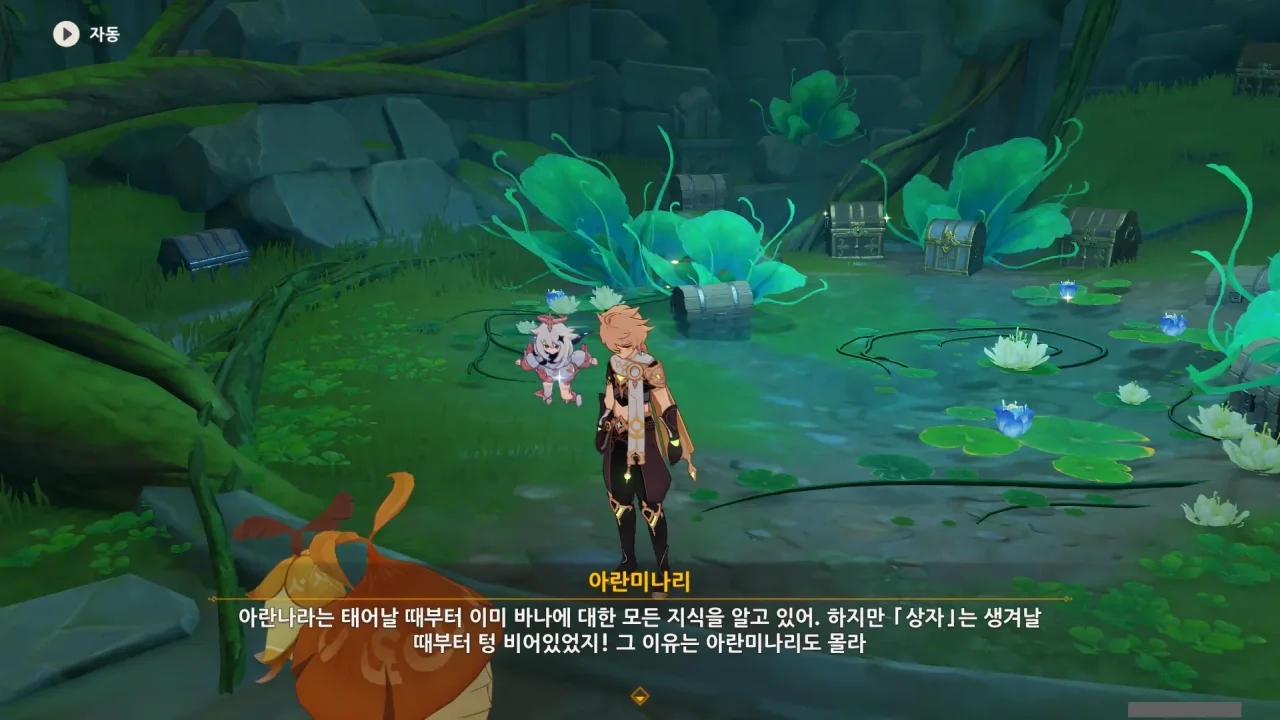 자동
아란미나리
아란나라는 태어날 때부터 이미 바나에 대한 모든 지식을 알고 있어. 하지만 「상자」는 생겨날
때부터 텅 비어있었지! 그 이유는 아란미나리도 몰라